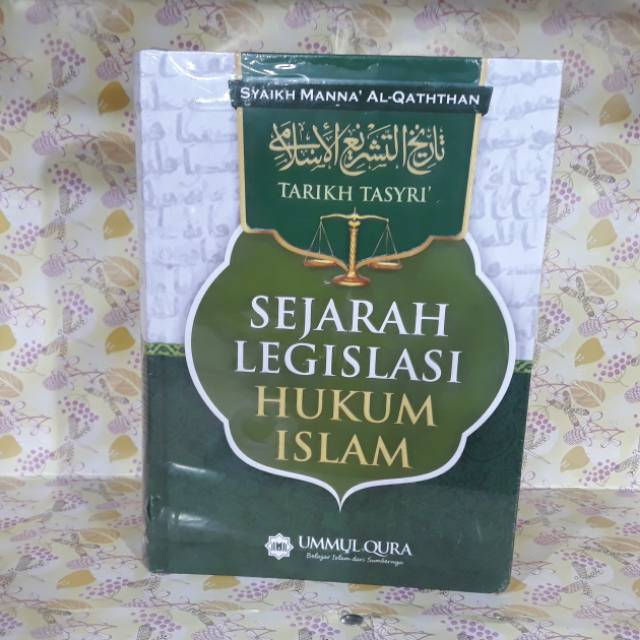 SYAIKH MANNA' AL-QATHTHAN
تاريخ التشريع الإسلامي
TARIKH TASYRI'
SEJARAH
LEGISLASI
HUKUM
ISLAM
UMMUL QURA
Belajar Islam dari Sumbernya